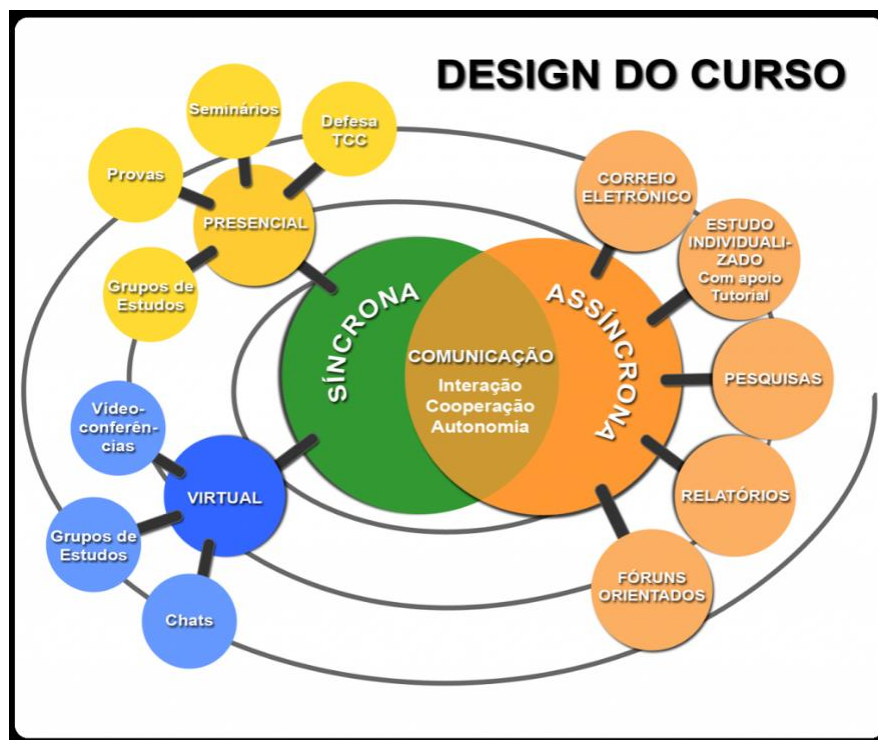 DESIGN DO CURSO
Seminários
Defesa
TCC
Provas
PRESENCIAL
Grupos de
Estudos
SÍNCRONA
COMUNICAÇÃO
Interação
Cooperação
Autonomia
ASSÍNCRONA
CORREIO
ELETRÔNICO
ESTUDO
INDIVIDUALI-
ZADO
Com apoio
Tutorial
PESQUISAS
RELATÓRIOS
FÓRUNS
ORIENTADOS
Vídeo-
conferên-
cias
VIRTUAL
Grupos de
Estudos
Chats